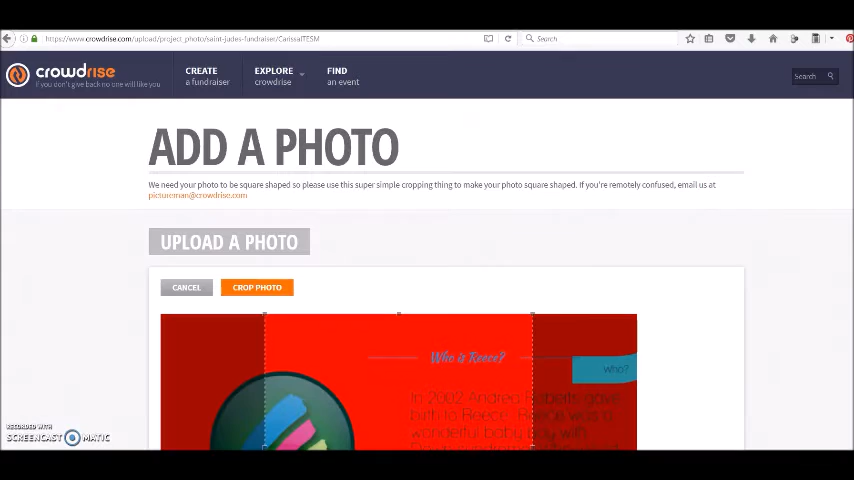 https://www.crowdrise.com/upload/project_photo/saint-judes-fundraiser/CarissaITESM
Search
crowdrise
if you don't give back no one will like you
CREATE
a fundraiser
EXPLORE
crowdrise
FIND
an event
Search
ADD A PHOTO
We need your photo to be square shaped so please use this super simple cropping thing to make your photo square shaped. If you're remotely confused, email us at
pictureman@crowdrise.com
UPLOAD A PHOTO
CANCEL
CROP PHOTO
Who is Reece?
who?
In 2002 Andrea Roberts gave
birth to Reece. Reece was a
wonderful baby boy with
RECORDED WITH
SCREENCAST MATIC